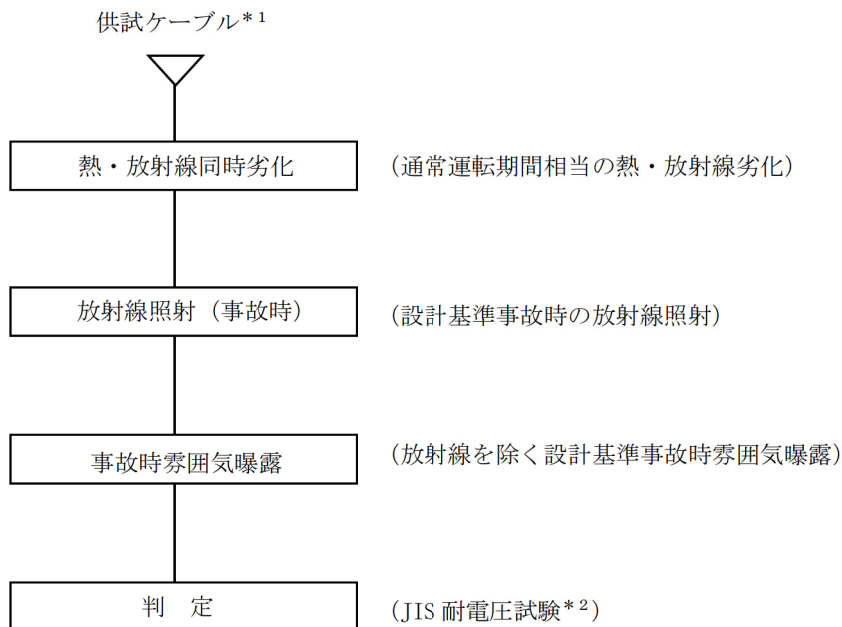 供試ケーブル*1
熱・放射線同時劣化 (通常運転期間相当の熱・放射線劣化)
放射線照射(事故時) (設計基準事故時の放射線照射)
事故時雰囲気曝露 (放射線を除く設計基準事故時雰囲気曝露)
判 定 (JIS 耐電圧試験*2)